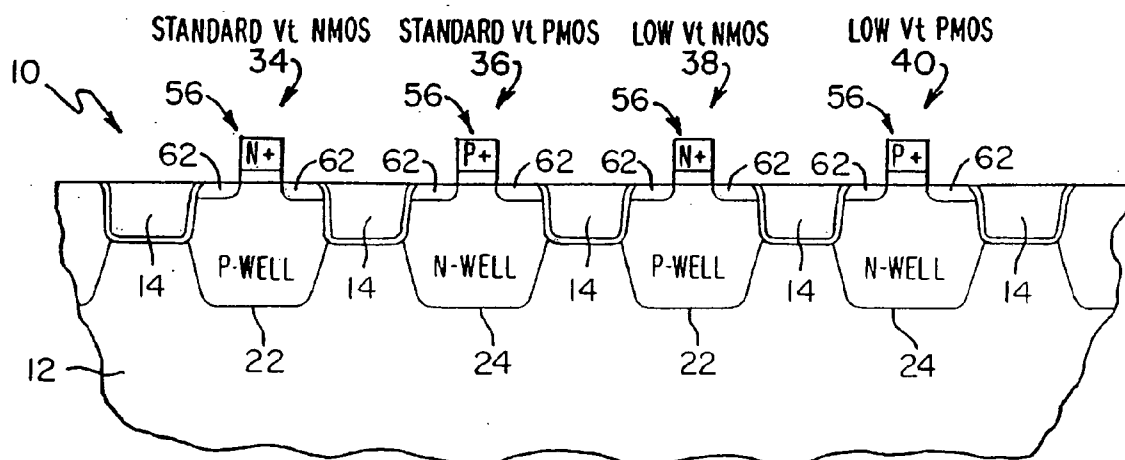 STANDARD Vt NMOS STANDARD Vt PMOS LOW Vt NMOS LOW Vt PMOS
10 34 36 38 40
56 56 56 56
N+ P+ N+ P+
62 62 62 62 62 62 62 62
14 P-WELL 14 N-WELL 14 P-WELL 14 N-WELL 14
12 22 24 22 24